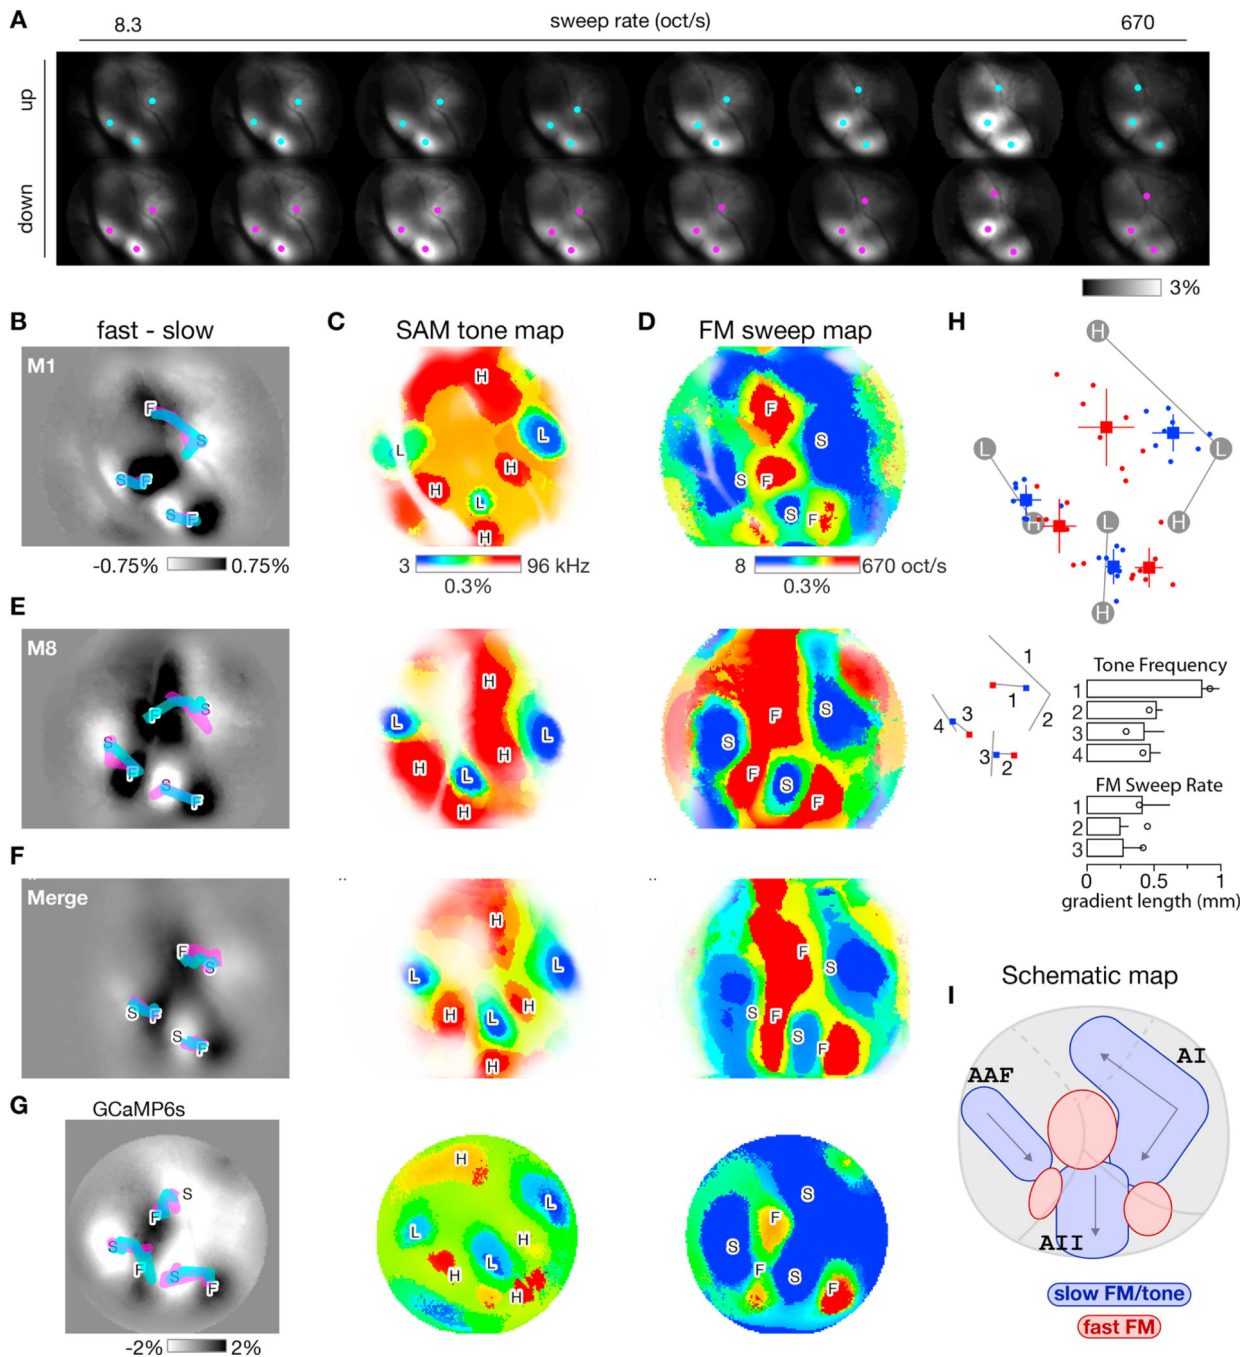 A
8.3
sweep rate (oct/s)
670
up
down
3%
B
fast - slow
M1
F
S
S
F
S
F
-0.75%
0.75%
C
SAM tone map
H
L
L
H
H
L
H
3
96 kHz
0.3%
D
FM sweep map
F
S
S
F
S
F
8
670 oct/s
0.3%
H
H
L
L
H
L
H
H
E
M8
F
S
S
F
S
F
H
L
L
H
H
L
H
F
S
S
F
S
F
1
1
2
3
4
3
2
Tone Frequency
1
2
3
4
FM Sweep Rate
1
2
3
0
0.5
1
gradient length (mm)
F
Merge
F
S
S
F
S
F
H
L
L
H
H
L
H
F
S
S
F
S
F
G
GCaMP6s
S
F
S
F
S
F
-2%
2%
H
L
L
H
L
H
H
S
F
S
F
S
F
I
Schematic map
AI
AAF
AII
slow FM/tone
fast FM